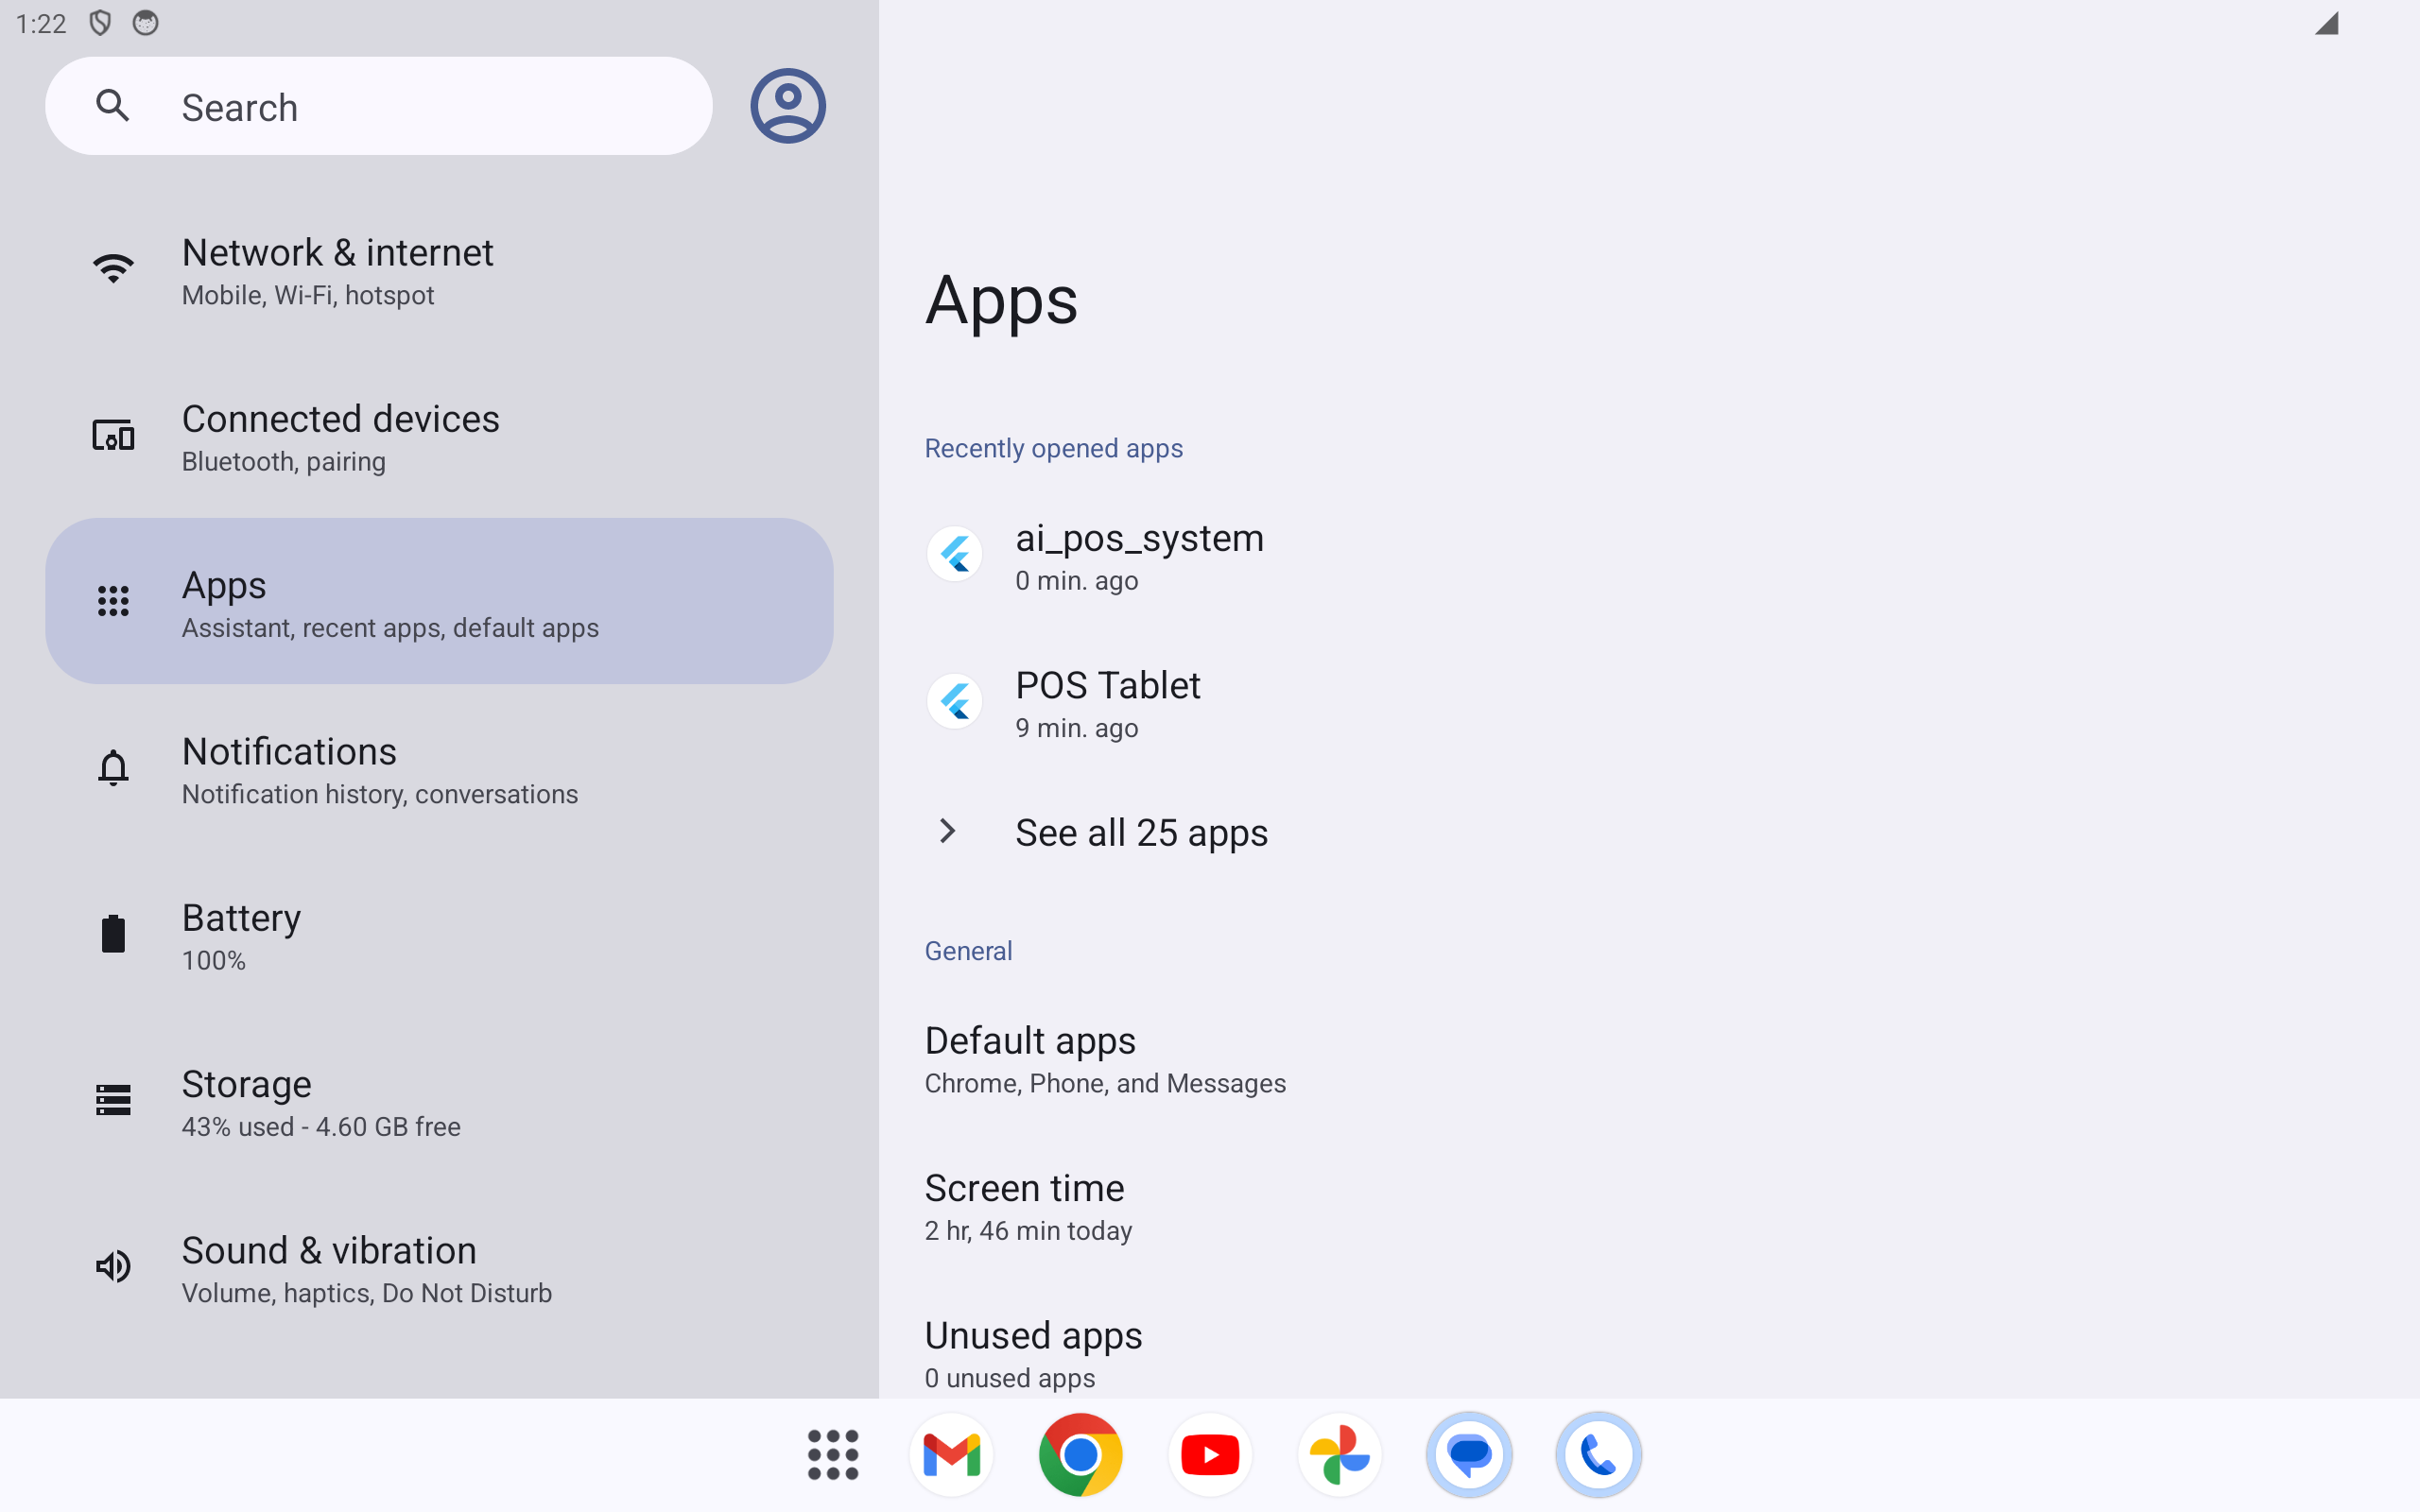 1:22
Search
Network & internet
Mobile, Wi-Fi, hotspot
Connected devices
Bluetooth, pairing
Apps
Assistant, recent apps, default apps
Notifications
Notification history, conversations
Battery
100%
Storage
43% used - 4.60 GB free
Sound & vibration
Volume, haptics, Do Not Disturb
Apps
Recently opened apps
ai_pos_system
0 min. ago
POS Tablet
9 min. ago
See all 25 apps
General
Default apps
Chrome, Phone, and Messages
Screen time
2 hr, 46 min today
Unused apps
0 unused apps